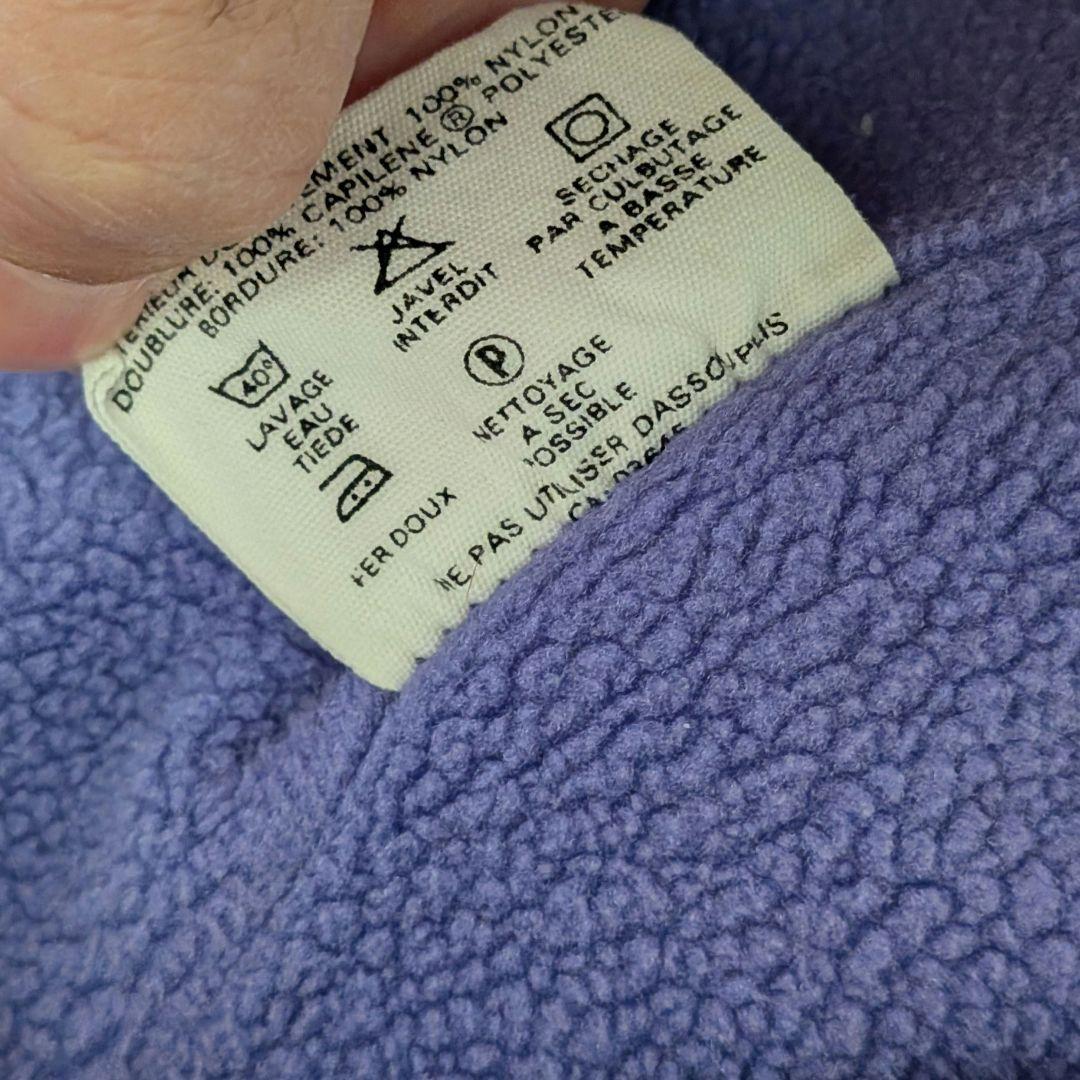 100% NYLON
DOUBLURE: 100% CAPILENE® POLYESTER
BORDURE: 100% NYLON
40°
LAVAGE
EAU
TIEDE
JAVEL
INTERDIT
SECHAGE
PAR CULBUTAGE
A BASSE
TEMPERATURE
FER DOUX
P
NETTOYAGE
A SEC
POSSIBLE
NE PAS UTILISER DASSOUPLIS